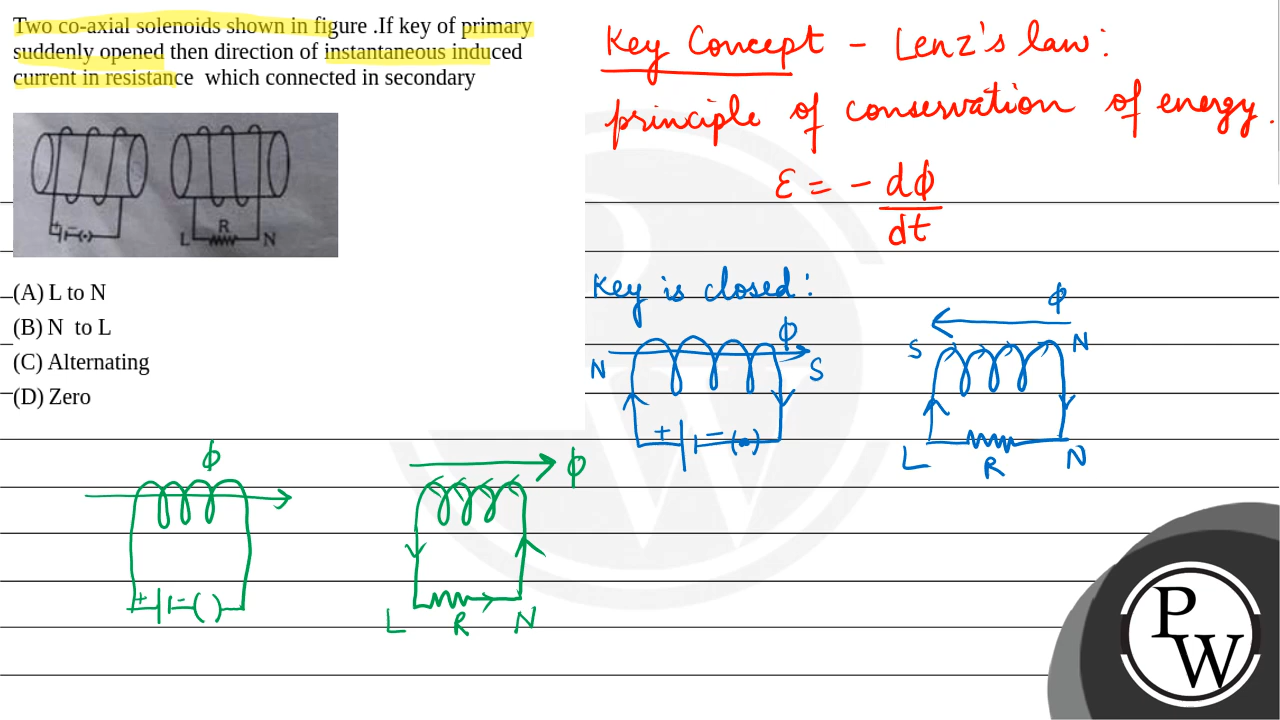 Two co-axial solenoids shown in figure .If key of primary
suddenly opened then direction of instantaneous induced
current in resistance which connected in secondary
+ - (•)
R
L N
(A) L to N
(B) N to L
(C) Alternating
(D) Zero
Key Concept - Lenz's law:
principle of conservation of energy.
ε = - dϕ/dt
Key is closed:
ϕ
N S
+ = (•)
ϕ
S N
L R N
ϕ
+ = ( )
ϕ
L R N
PW
PW